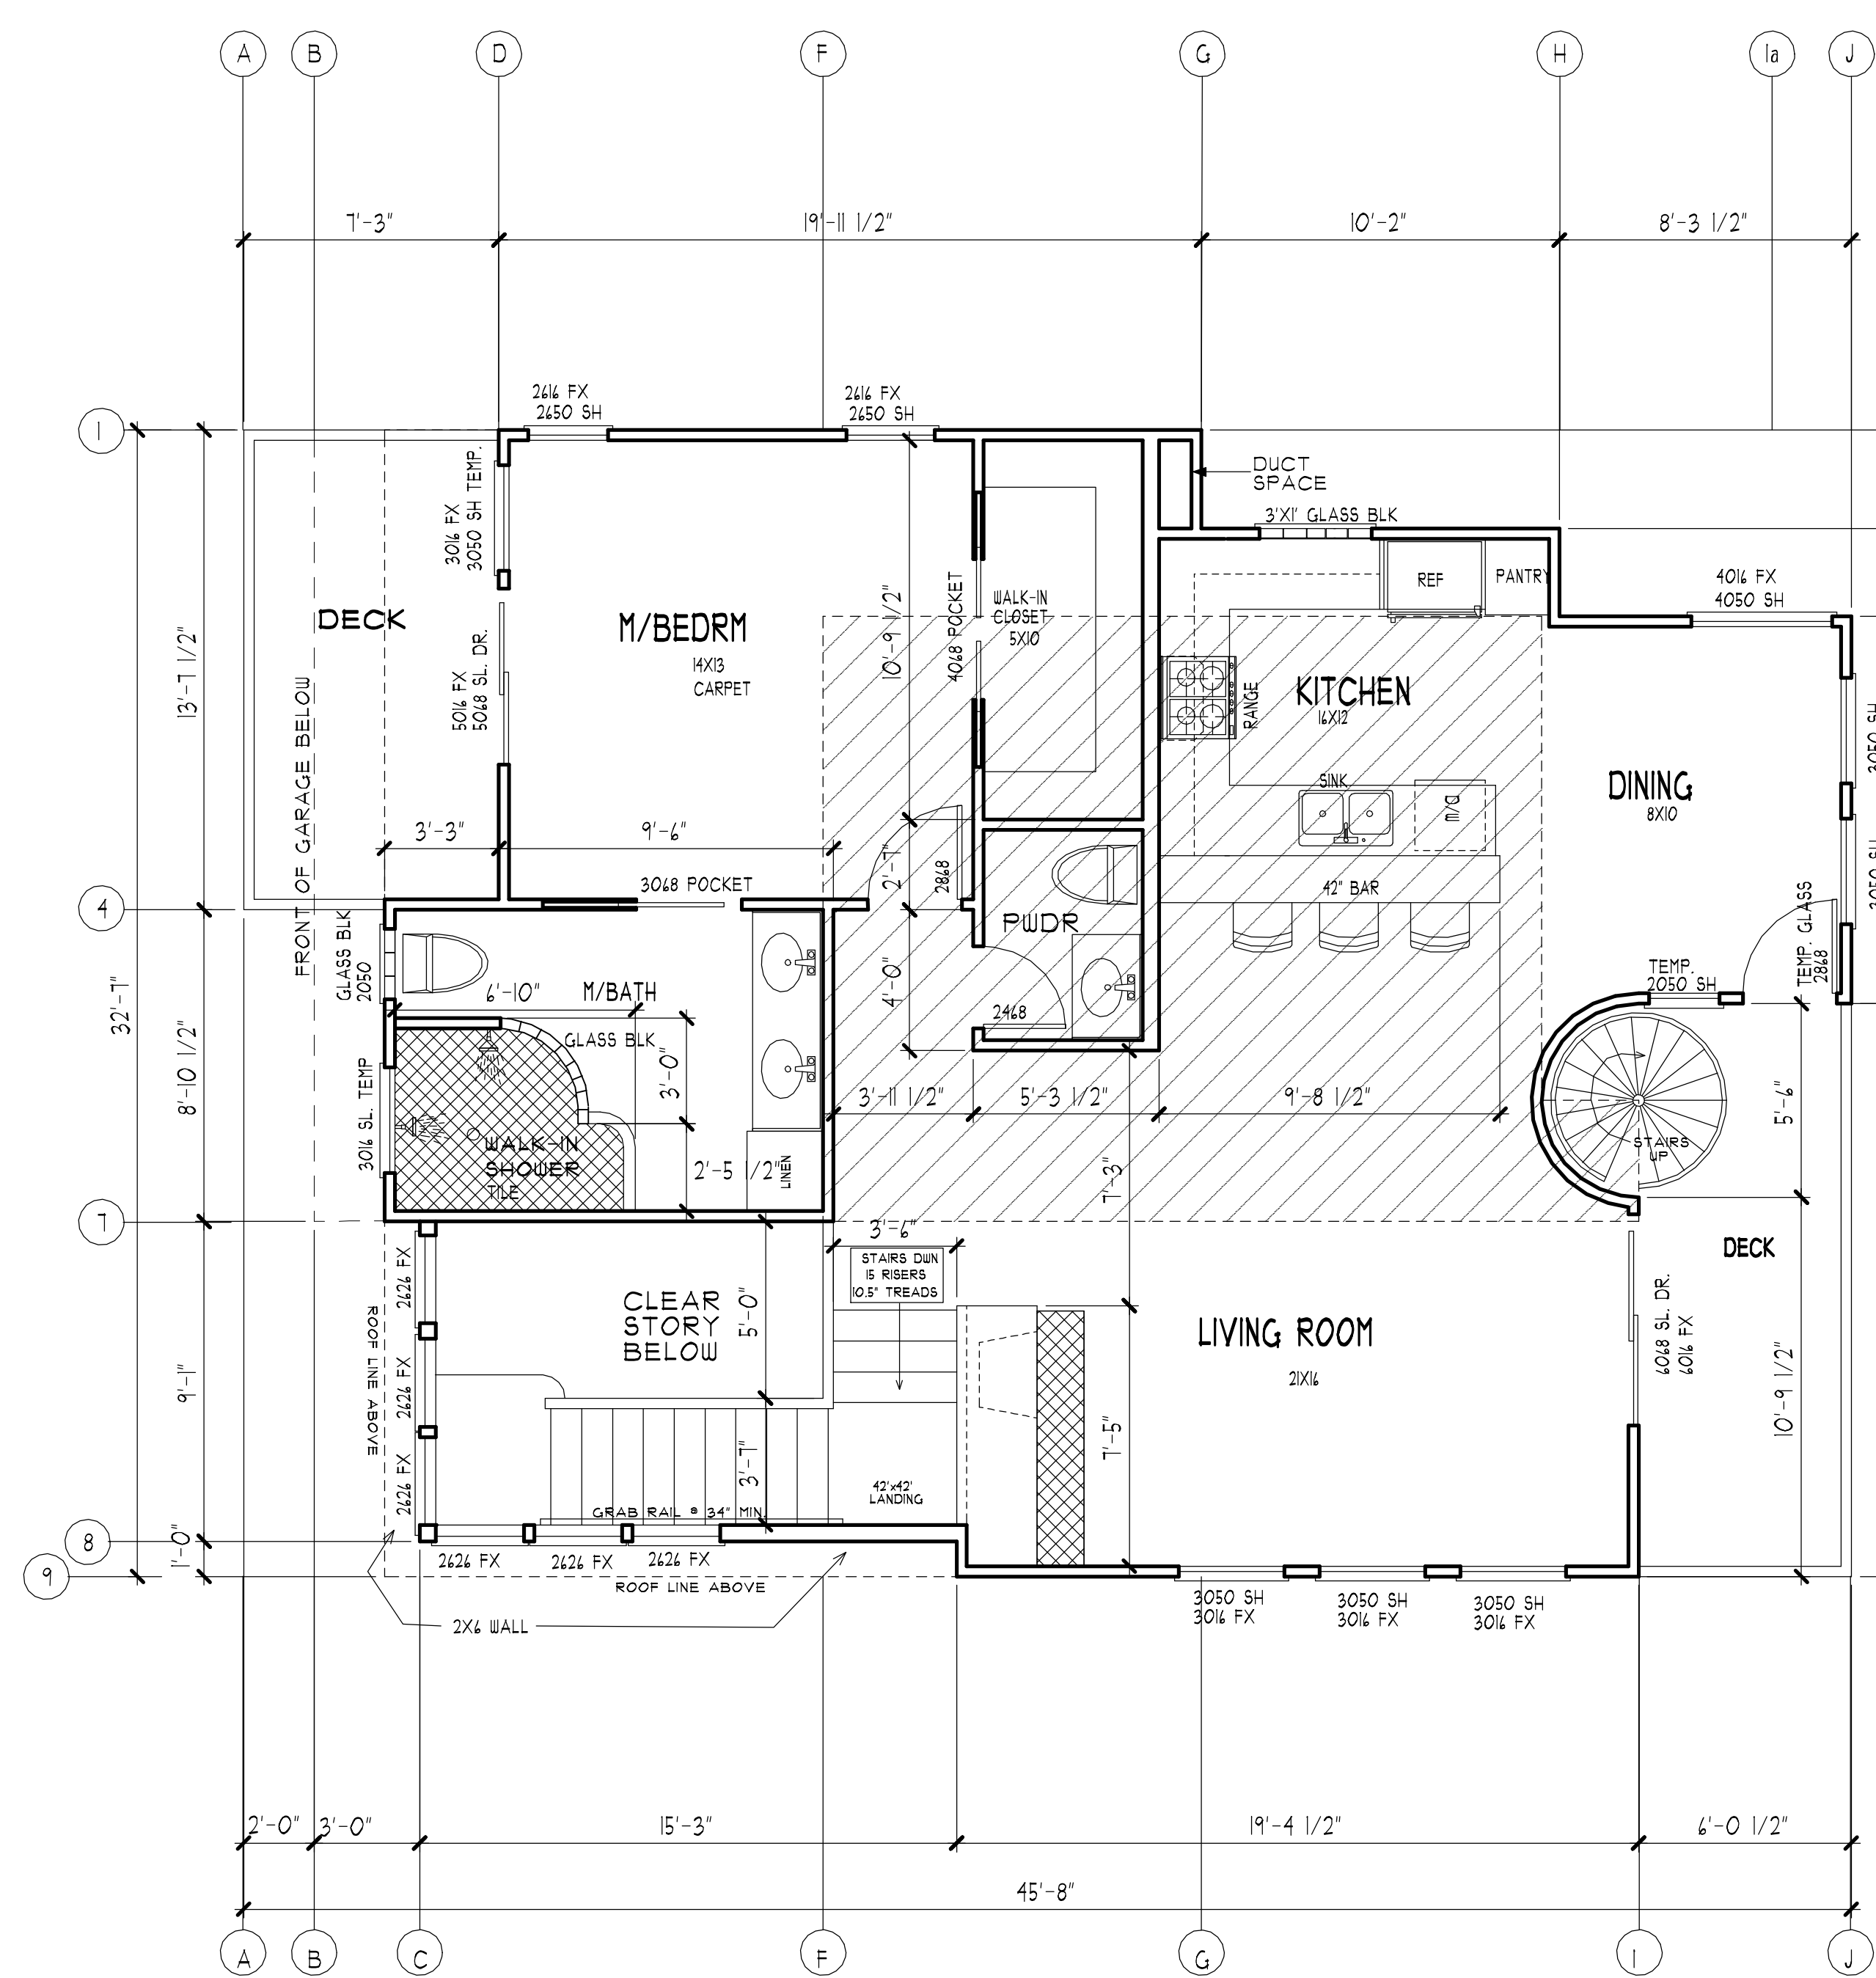 A B D F G H 1a J
7'-3" 19'-11 1/2" 10'-2" 8'-3 1/2"
2616 FX
2650 SH
2616 FX
2650 SH
1
3016 FX
3050 SH TEMP.
DUCT
SPACE
3'X1' GLASS BLK
REF
PANTRY
4016 FX
4050 SH
DECK
M/BEDRM
14X13
CARPET
13'-7 1/2"
5016 FX
5068 SL. DR.
10'-9 1/2"
4068 POCKET
WALK-IN
CLOSET
5X10
KITCHEN
16X12
RANGE
3050 SH
FRONT OF GARAGE BELOW
SINK
D/W
DINING
8X10
3'-3"
9'-6"
2'-7"
2868
3068 POCKET
42" BAR
3050 SH
4
GLASS BLK
2050
PWDR
TEMP. GLASS
2868
TEMP.
2050 SH
32'-7"
6'-10"
M/BATH
4'-0"
2468
8'-10 1/2"
3016 SL. TEMP
GLASS BLK
3'-0"
3'-11 1/2" 5'-3 1/2" 9'-8 1/2"
5'-6"
WALK-IN
SHOWER
TILE
2'-5 1/2"
LINEN
7'-3"
STAIRS
UP
7
3'-6"
STAIRS DWN
15 RISERS
10.5" TREADS
DECK
2626 FX
CLEAR
STORY
BELOW
5'-0"
LIVING ROOM
21X16
6068 SL. DR.
6016 FX
ROOF LINE ABOVE
9'-1"
2626 FX
10'-9 1/2"
7'-5"
3'-7"
2626 FX
42'x42'
LANDING
GRAB RAIL @ 34" MIN.
8
1'-0"
2626 FX 2626 FX 2626 FX
9
ROOF LINE ABOVE
3050 SH
3016 FX
3050 SH
3016 FX
3050 SH
3016 FX
2X6 WALL
2'-0" 3'-0" 15'-3" 19'-4 1/2" 6'-0 1/2"
45'-8"
A B C F G I J